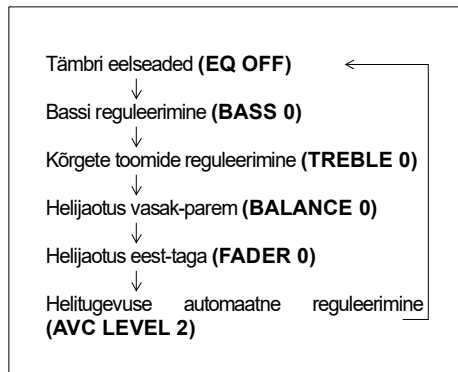 Tämbri eelseaded (EQ OFF)
Bassi reguleerimine (BASS 0)
Kõrgete toomide reguleerimine (TREBLE 0)
Helijaotus vasak-parem (BALANCE 0)
Helijaotus eest-taga (FADER 0)
Helitugevuse automaatne reguleerimine
(AVC LEVEL 2)